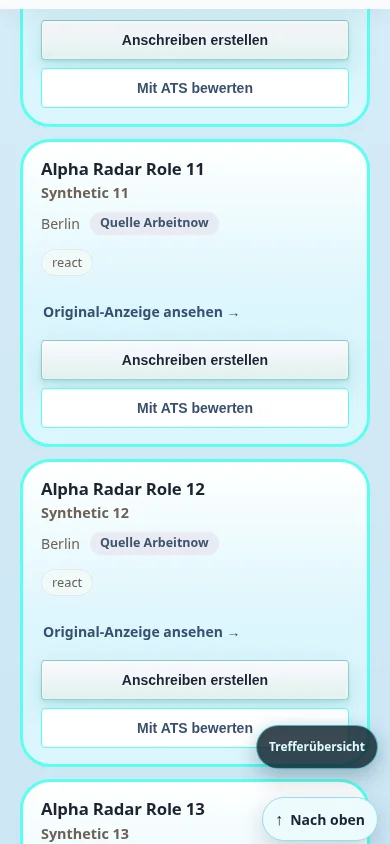 Anschreiben erstellen
Mit ATS bewerten
Alpha Radar Role 11
Synthetic 11
Berlin Quelle Arbeitnow
react
Original-Anzeige ansehen →
Anschreiben erstellen
Mit ATS bewerten
Alpha Radar Role 12
Synthetic 12
Berlin Quelle Arbeitnow
react
Original-Anzeige ansehen →
Anschreiben erstellen
Mit ATS bewerten
Trefferübersicht
Alpha Radar Role 13
↑ Nach oben
Synthetic 13